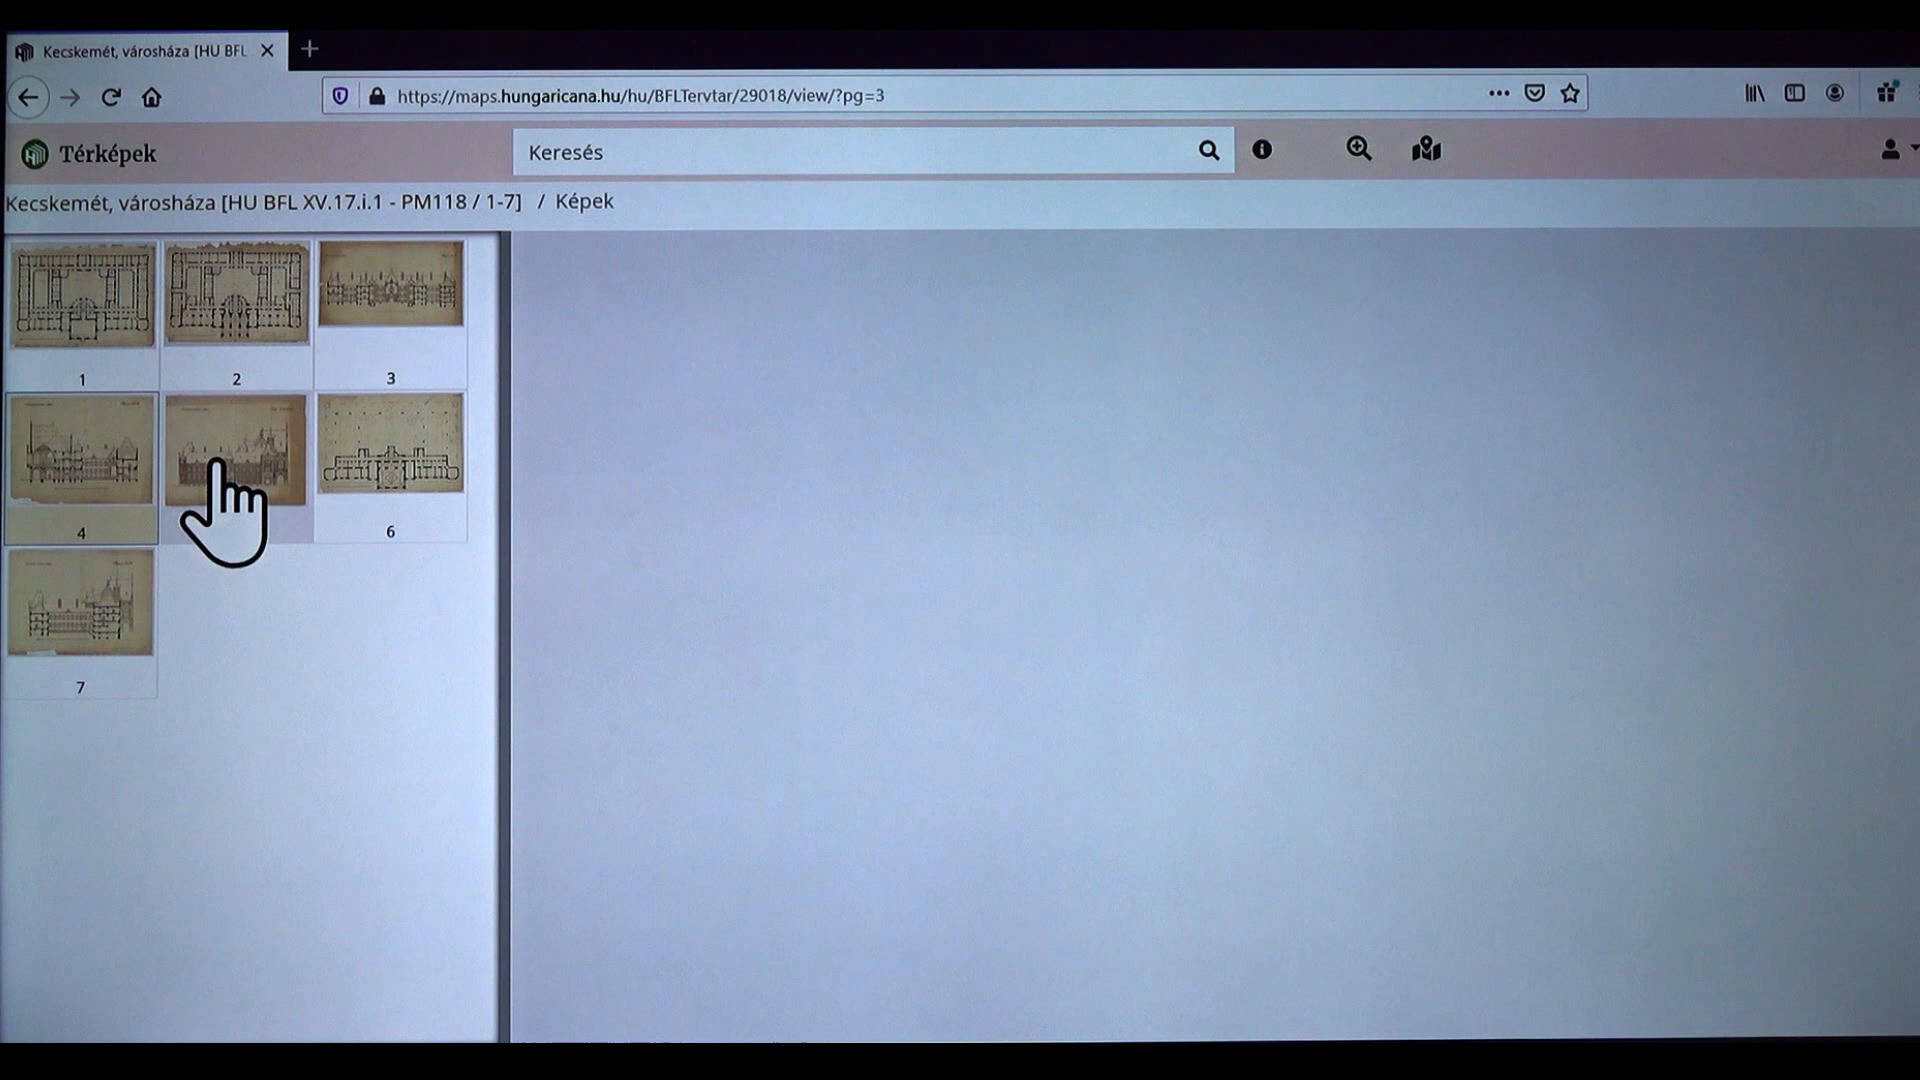 Kecskemét, városháza [HU BFL
https://maps.hungaricana.hu/hu/BFLTervtar/29018/view/?pg=3
Térképek
Keresés
Kecskemét, városháza [HU BFL XV.17.i.1 - PM118 / 1-7] / Képek
1
2
3
4
6
7